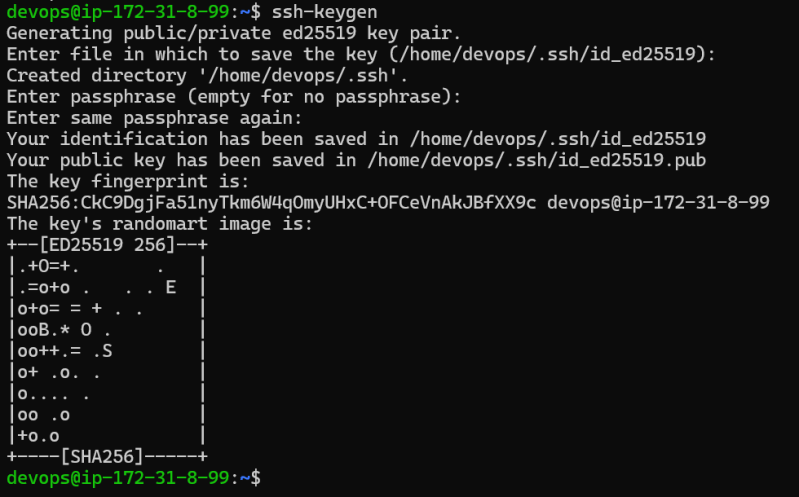 devops@ip-172-31-8-99:~$ ssh-keygen
Generating public/private ed25519 key pair.
Enter file in which to save the key (/home/devops/.ssh/id_ed25519):
Created directory '/home/devops/.ssh'.
Enter passphrase (empty for no passphrase):
Enter same passphrase again:
Your identification has been saved in /home/devops/.ssh/id_ed25519
Your public key has been saved in /home/devops/.ssh/id_ed25519.pub
The key fingerprint is:
SHA256:CkC9DgjFa51nyTkm6W4qOmyUHxC+OFCeVnAkJBfXX9c devops@ip-172-31-8-99
The key's randomart image is:
+--[ED25519 256]--+
|.+O=+.       .   |
|.=o+o .   . . E  |
|o+o= = + . .     |
|ooB.* O .        |
|oo++.= .S        |
|o+ .o. .         |
|o.... .          |
|oo .o            |
|+o.o             |
+----[SHA256]-----+
devops@ip-172-31-8-99:~$